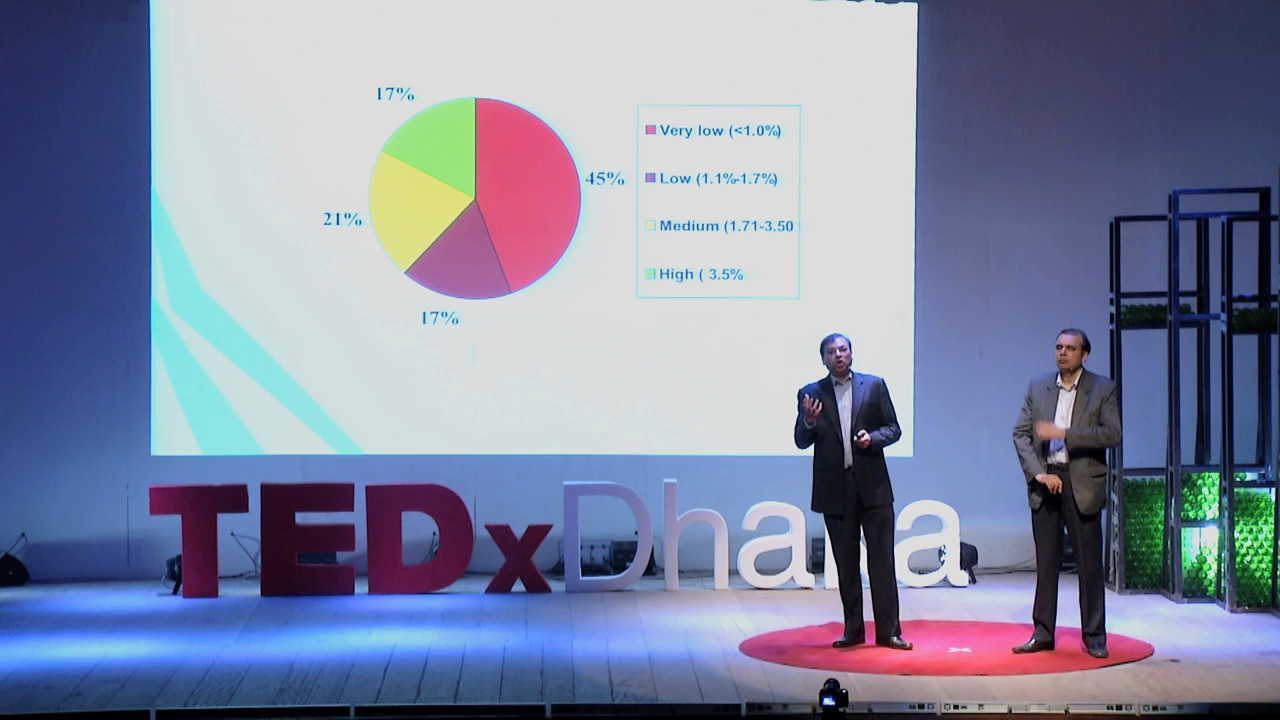 17%
45%
21%
17%
Very low (<1.0%)
Low (1.1%-1.7%)
Medium (1.71-3.50
High ( 3.5%
TEDxDhaka